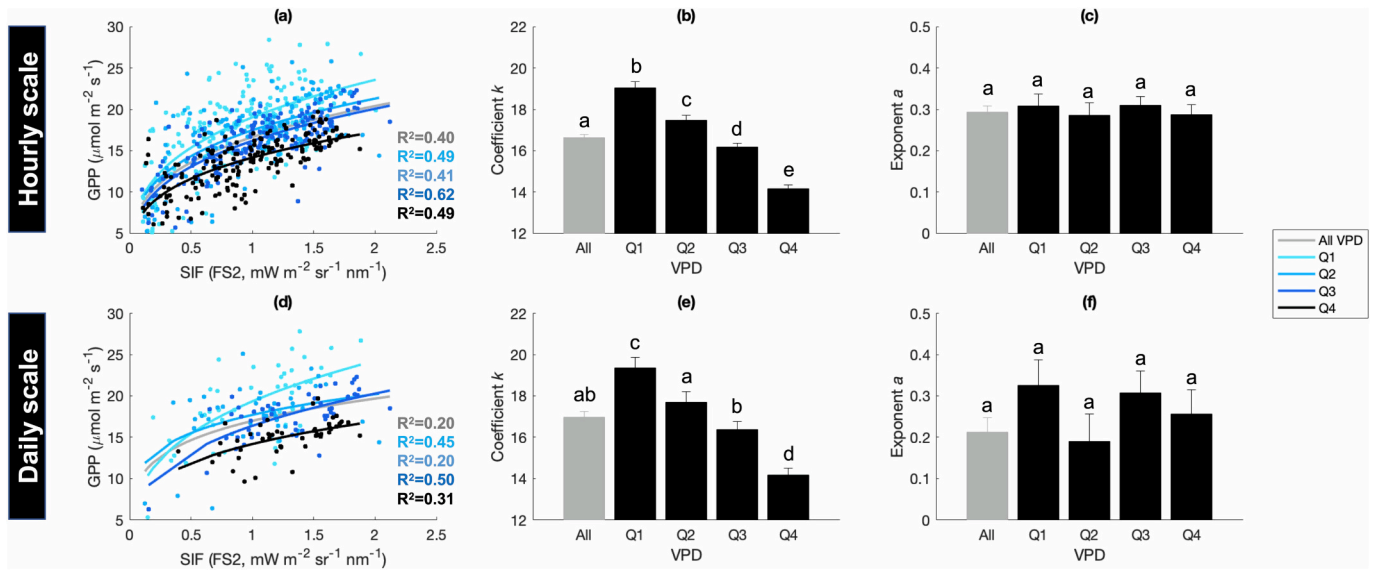 Hourly scale
(a)
GPP (μmol m⁻² s⁻¹)
30
25
20
15
10
5
R²=0.40
R²=0.49
R²=0.41
R²=0.62
R²=0.49
0 0.5 1 1.5 2 2.5
SIF (FS2, mW m⁻² sr⁻¹ nm⁻¹)
(b)
Coefficient k
22
20
18
16
14
12
a b c d e
All Q1 Q2 Q3 Q4
VPD
(c)
Exponent a
0.5
0.4
0.3
0.2
0.1
0
a a a a a
All Q1 Q2 Q3 Q4
VPD
All VPD
Q1
Q2
Q3
Q4
Daily scale
(d)
GPP (μmol m⁻² s⁻¹)
30
25
20
15
10
5
R²=0.20
R²=0.45
R²=0.20
R²=0.50
R²=0.31
0 0.5 1 1.5 2 2.5
SIF (FS2, mW m⁻² sr⁻¹ nm⁻¹)
(e)
Coefficient k
22
20
18
16
14
12
ab c a b d
All Q1 Q2 Q3 Q4
VPD
(f)
Exponent a
0.5
0.4
0.3
0.2
0.1
0
a a a a a
All Q1 Q2 Q3 Q4
VPD